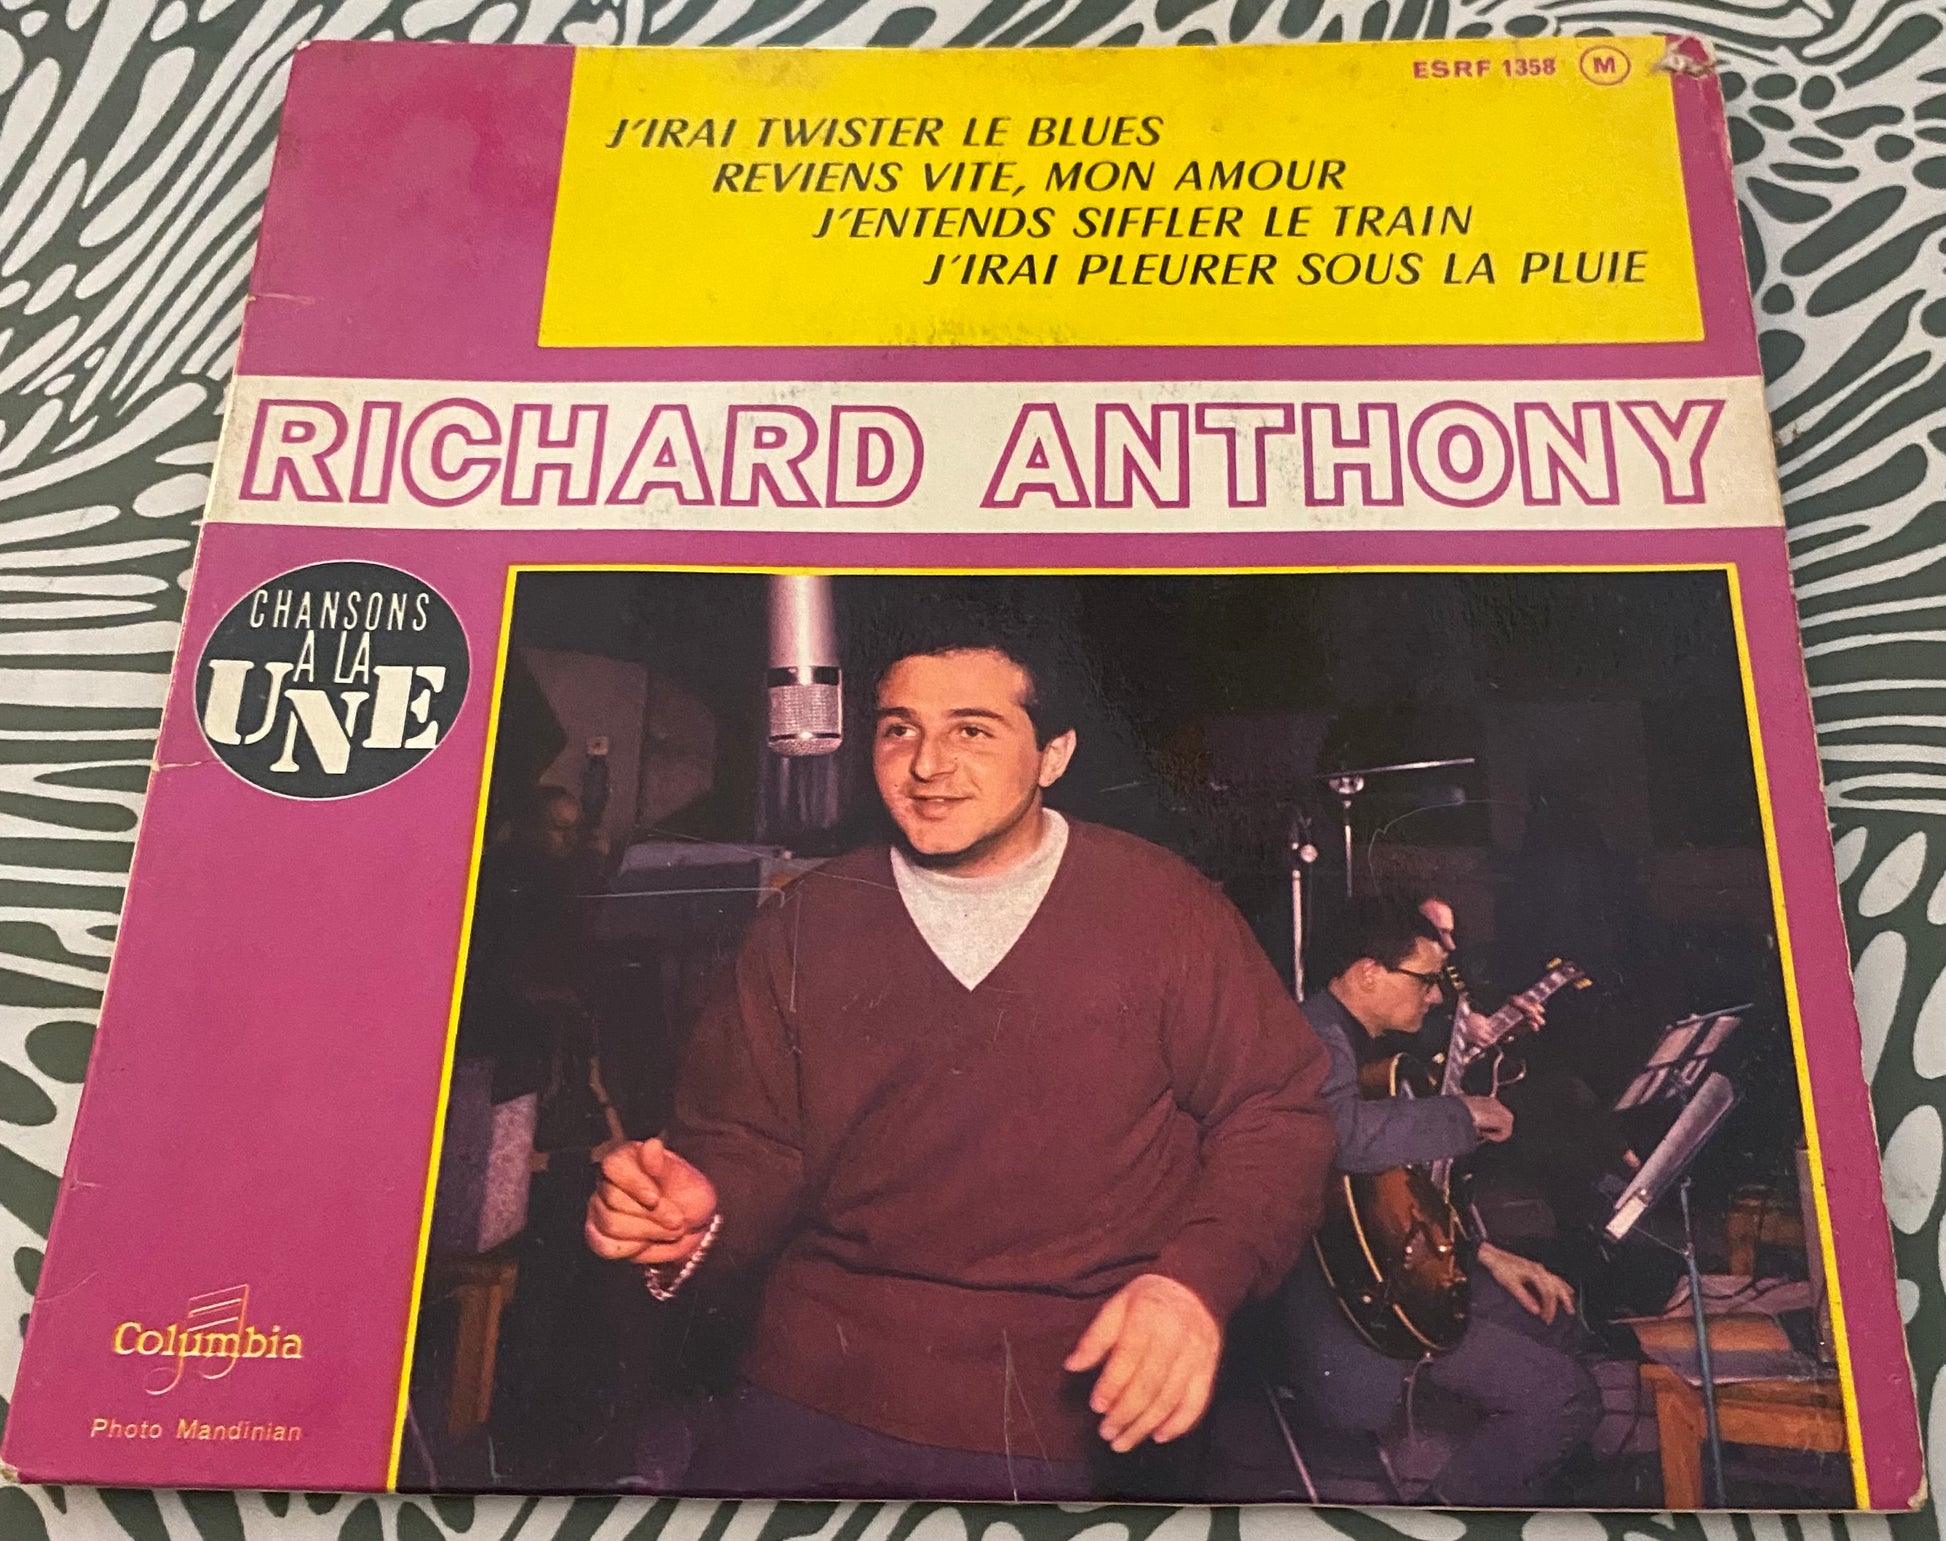 ESRF 1358 M
J'IRAI TWISTER LE BLUES
REVIENS VITE, MON AMOUR
J'ENTENDS SIFFLER LE TRAIN
J'IRAI PLEURER SOUS LA PLUIE
RICHARD ANTHONY
CHANSONS
A LA
UNE
Columbia
Photo Mandinian